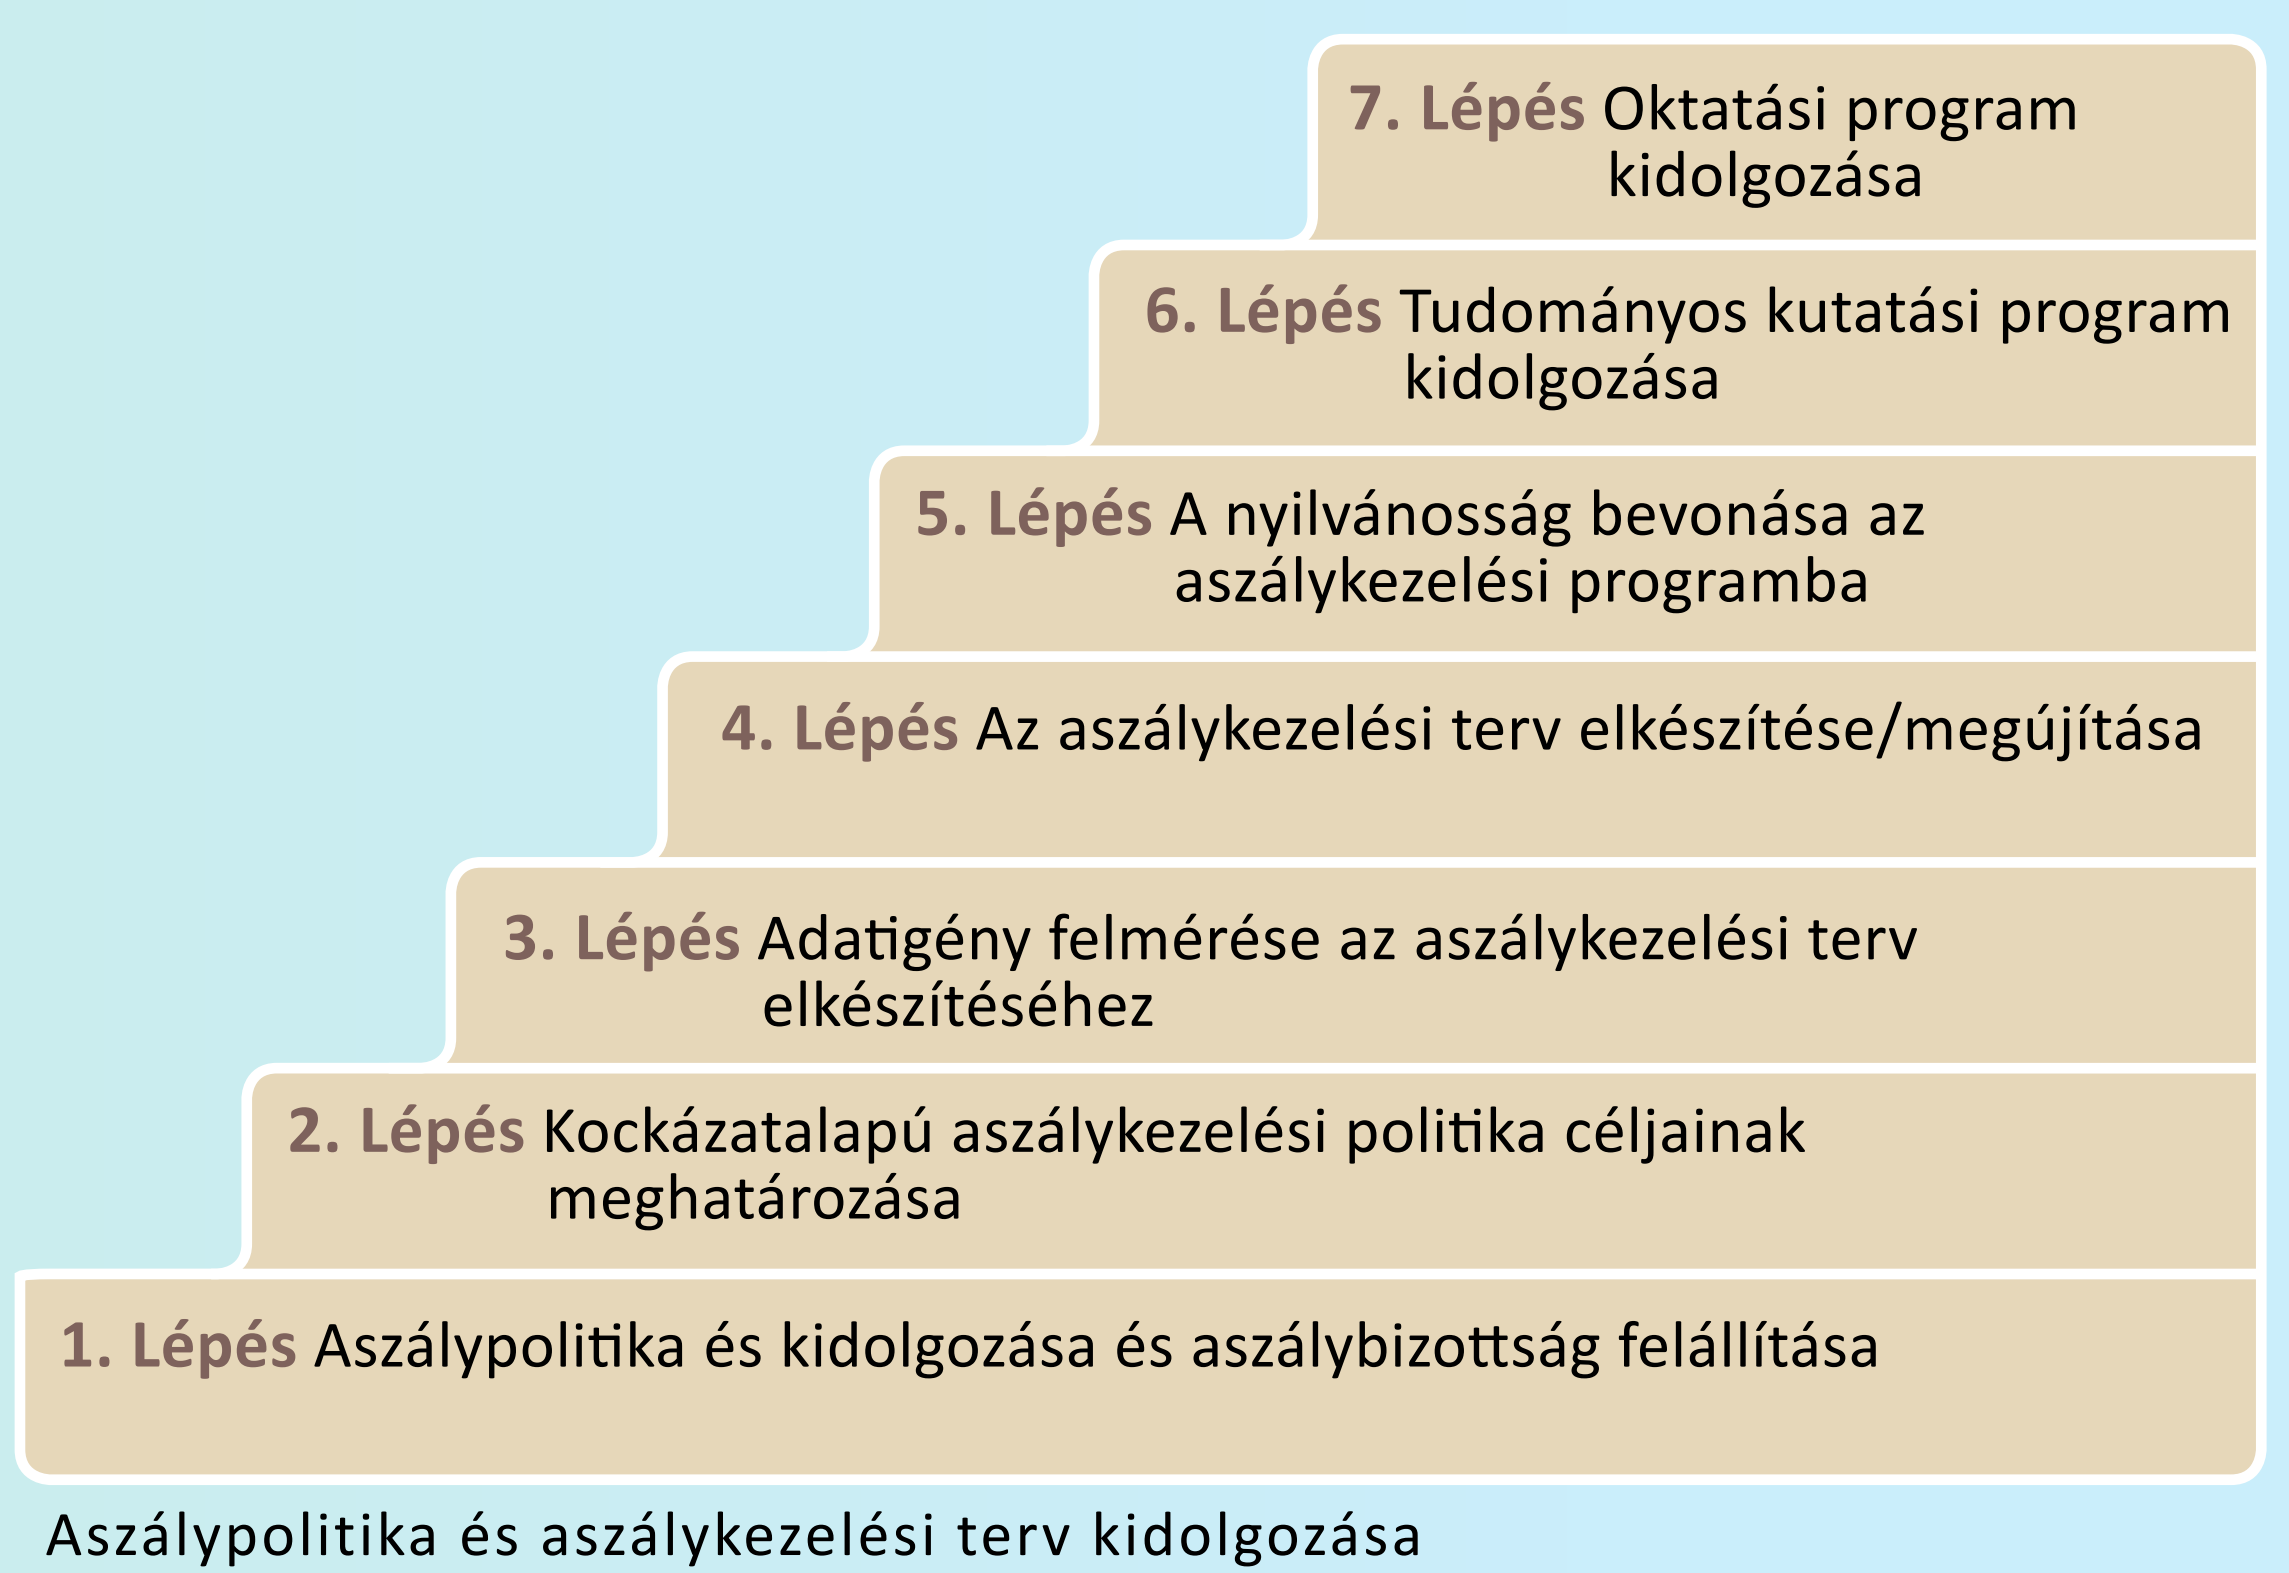 7. Lépés Oktatási program
kidolgozása
6. Lépés Tudományos kutatási program
kidolgozása
5. Lépés A nyilvánosság bevonása az
aszálykezelési programba
4. Lépés Az aszálykezelési terv elkészítése/megújítása
3. Lépés Adatigény felmérése az aszálykezelési terv
elkészítéséhez
2. Lépés Kockázatalapú aszálykezelési politika céljainak
meghatározása
1. Lépés Aszálypolitika és kidolgozása és aszálybizottság felállítása
Aszálypolitika és aszálykezelési terv kidolgozása